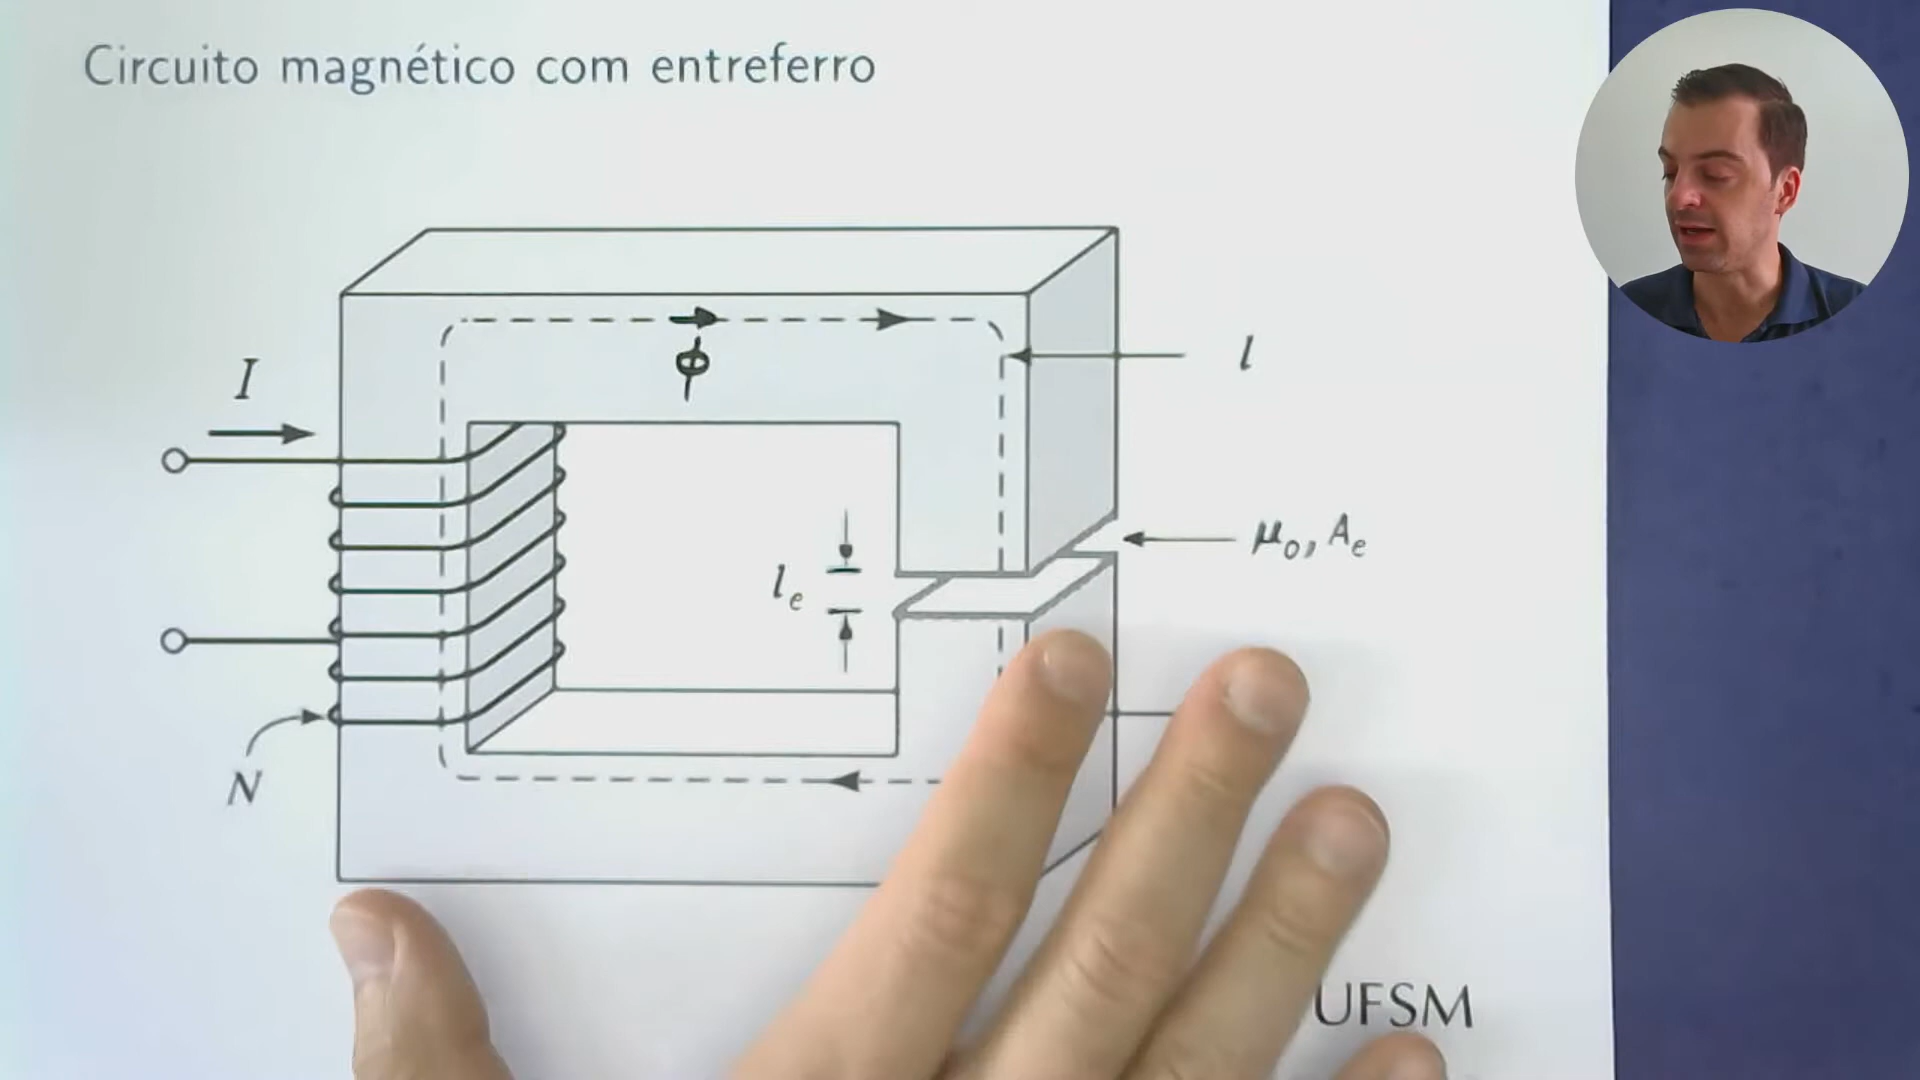 Circuito magnético com entreferro
I
ϕ
l
μ₀, Aₑ
lₑ
N
UFSM